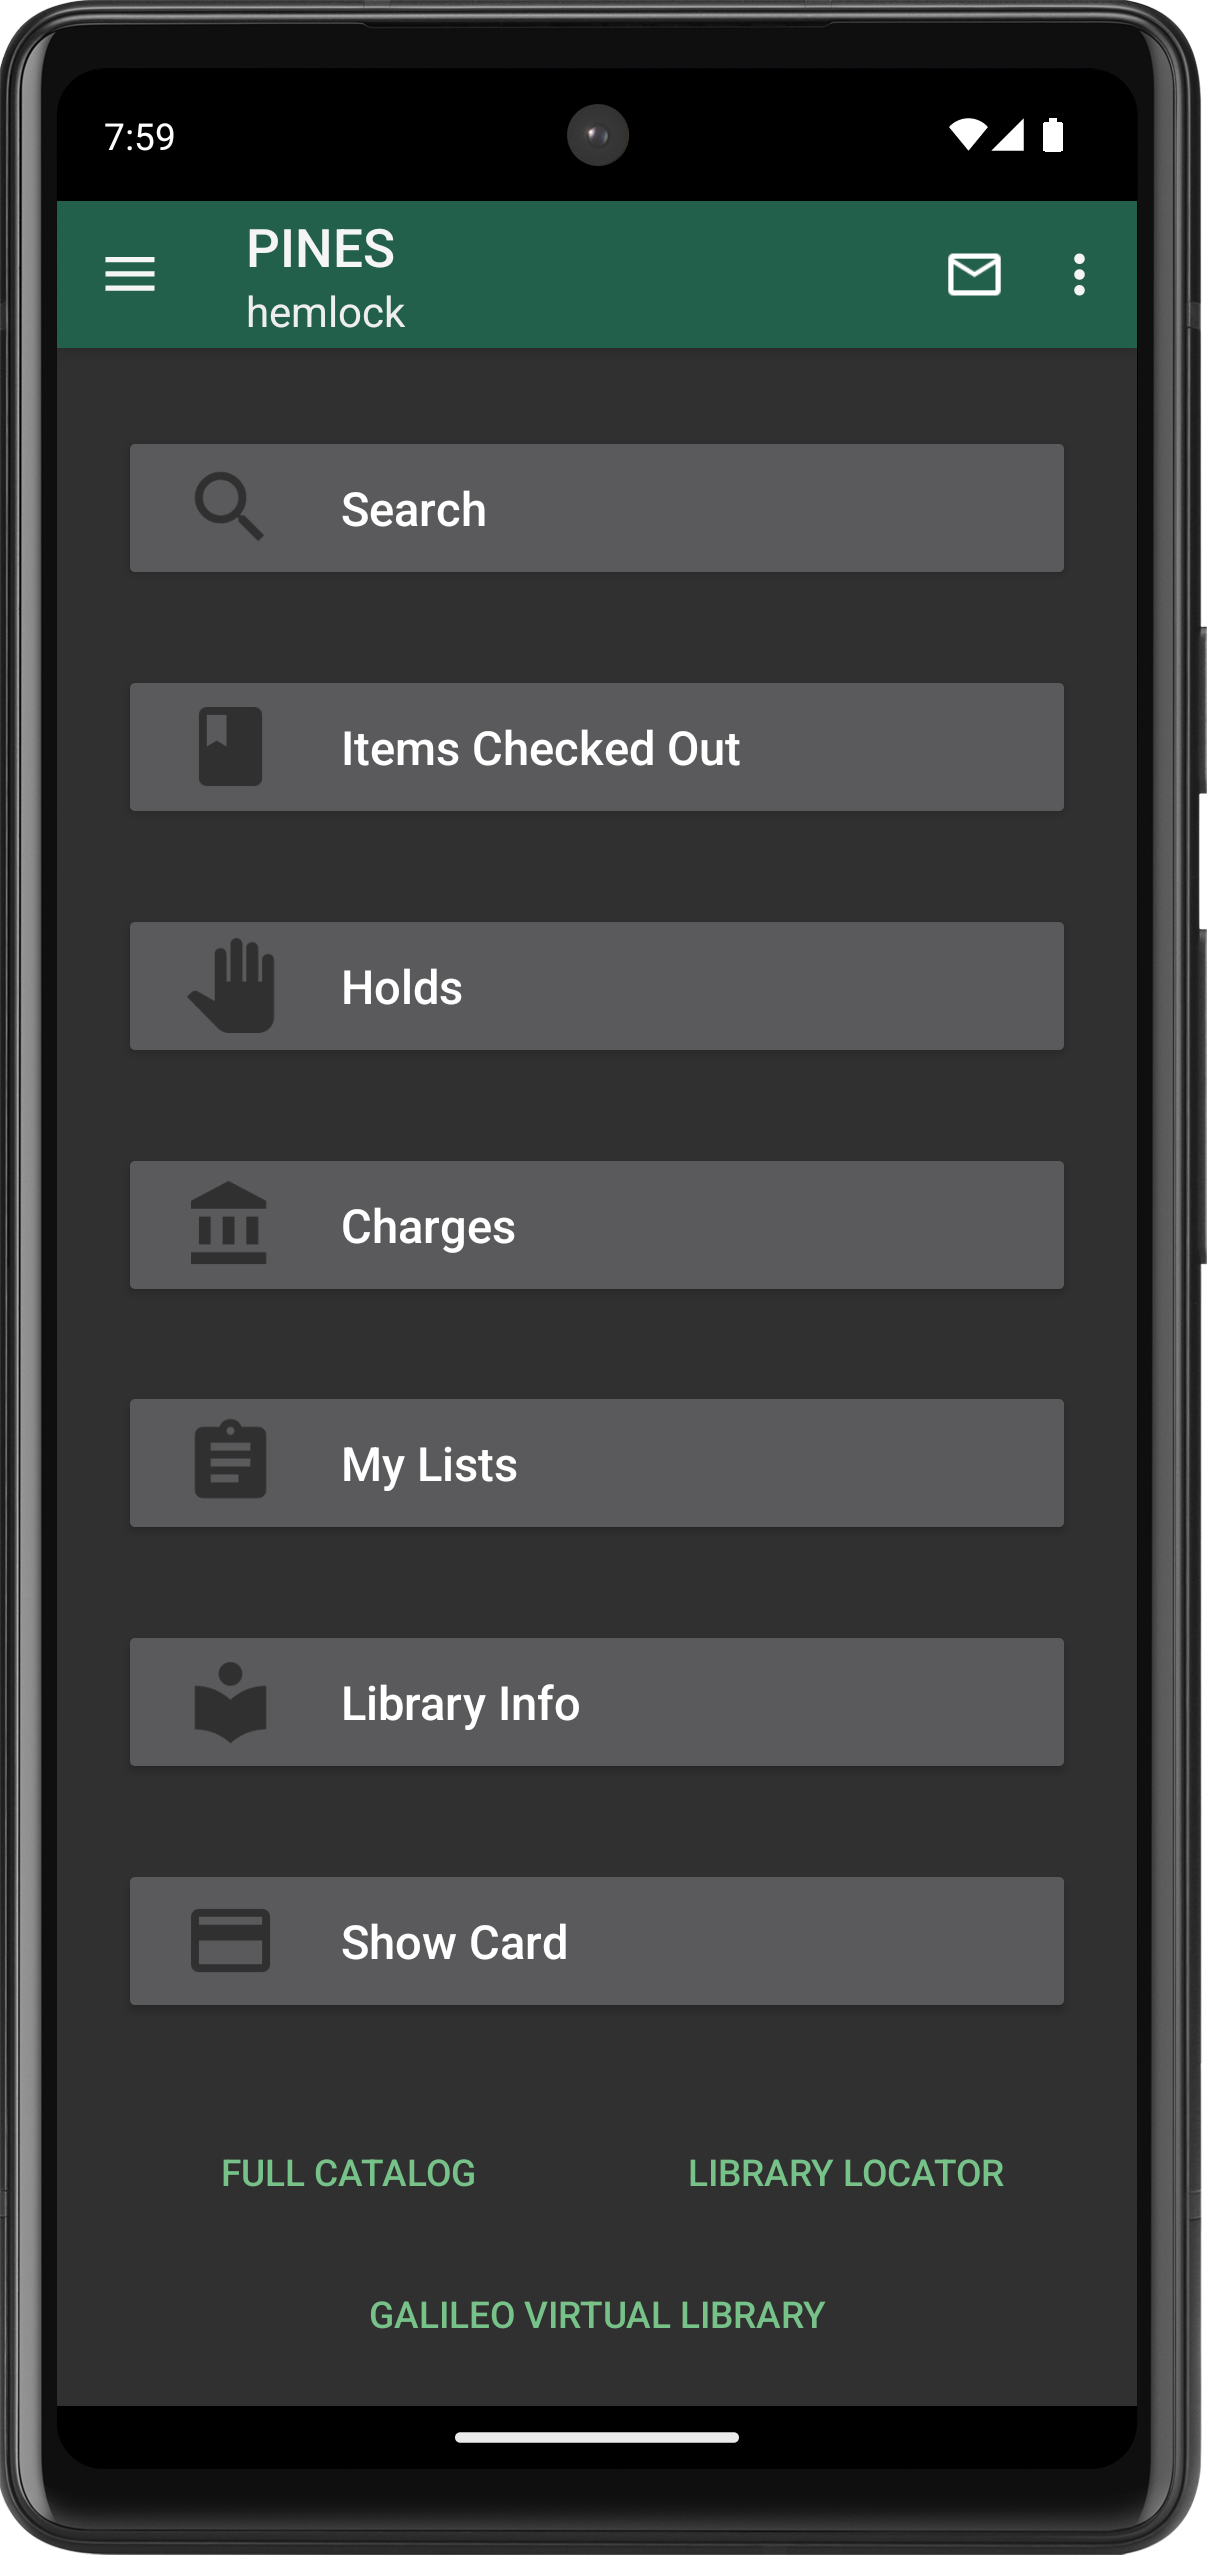 7:59
PINES
hemlock
Search
Items Checked Out
Holds
Charges
My Lists
Library Info
Show Card
FULL CATALOG
LIBRARY LOCATOR
GALILEO VIRTUAL LIBRARY